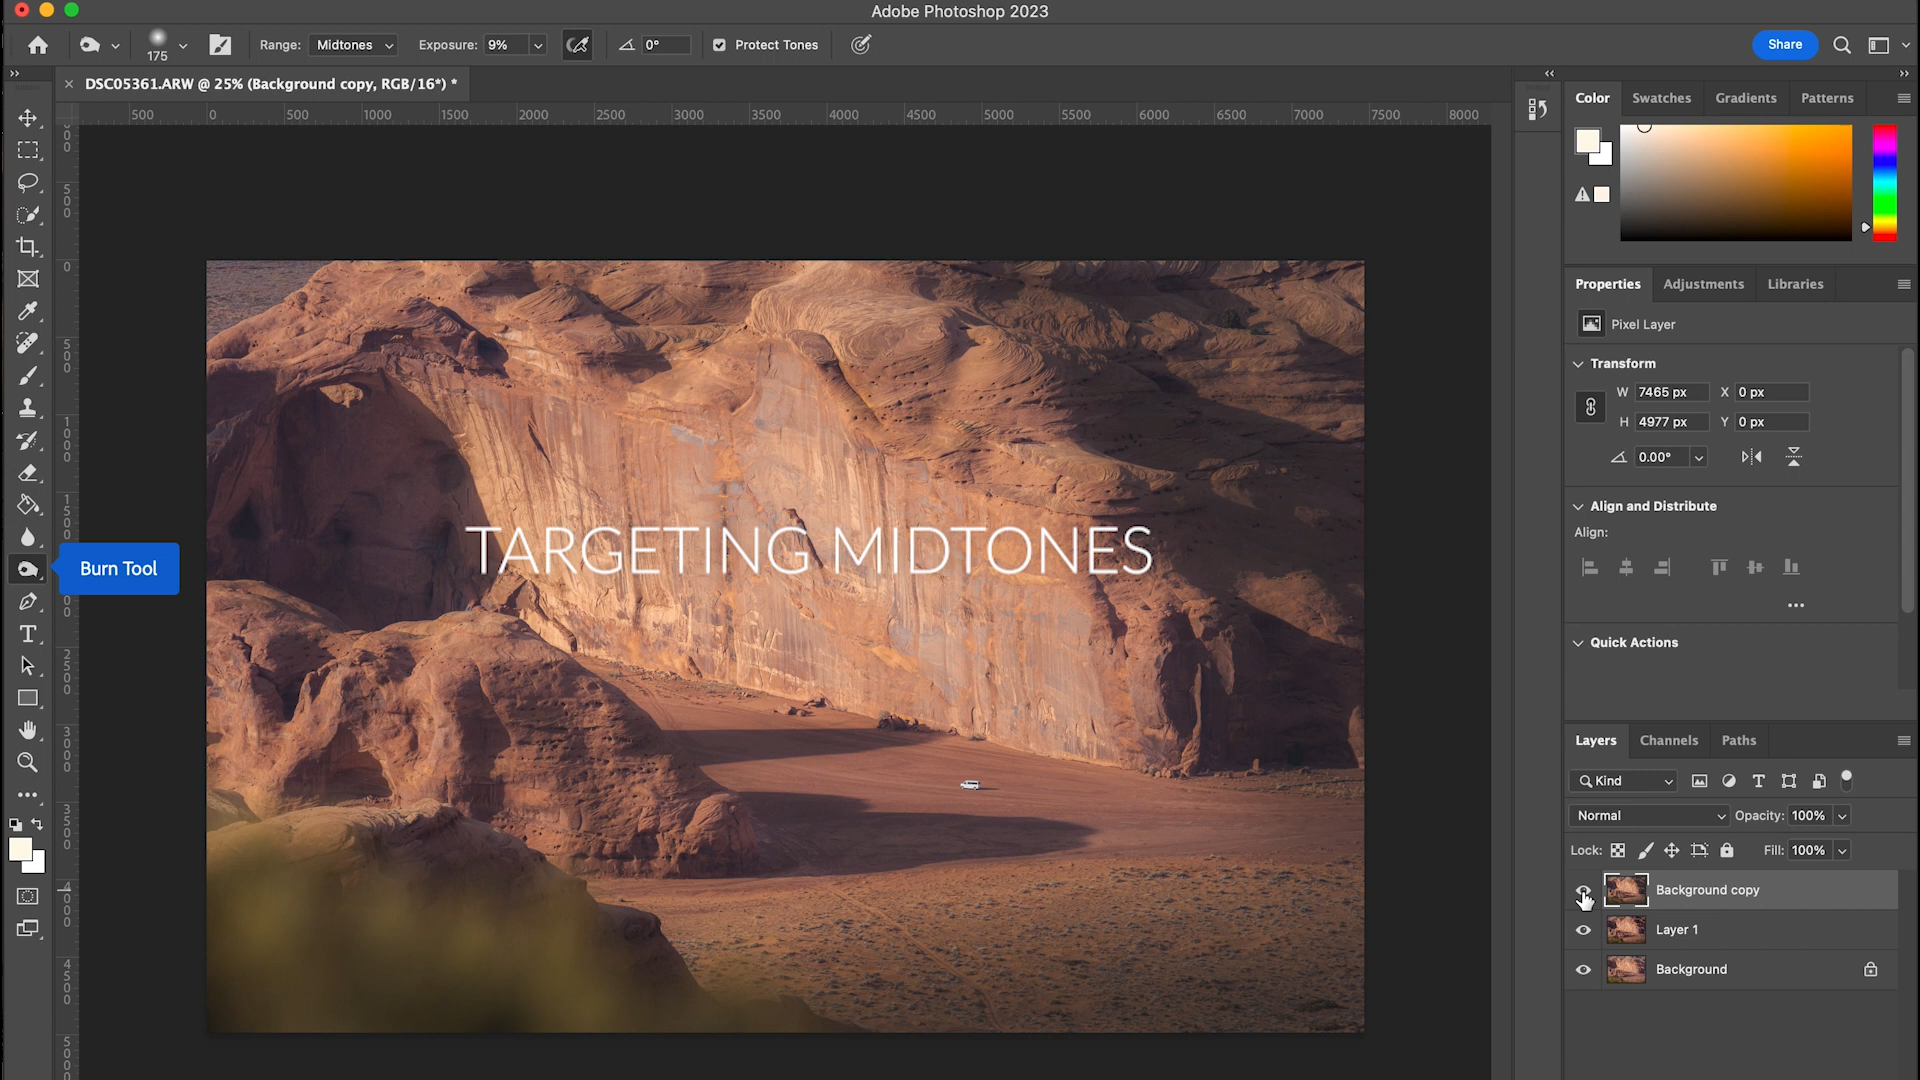 Adobe Photoshop 2023
175
Range: Midtones
Exposure: 9%
0°
Protect Tones
Share
DSC05361.ARW @ 25% (Background copy, RGB/16*) *
500 0 500 1000 1500 2000 2500 3000 3500 4000 4500 5000 5500 6000 6500 7000 7500 8000
Color Swatches Gradients Patterns
Properties Adjustments Libraries
Pixel Layer
Transform
W 7465 px X 0 px
H 4977 px Y 0 px
0.00°
Align and Distribute
Align:
Quick Actions
TARGETING MIDTONES
Burn Tool
Layers Channels Paths
Kind
Normal Opacity: 100%
Lock: Fill: 100%
Background copy
Layer 1
Background